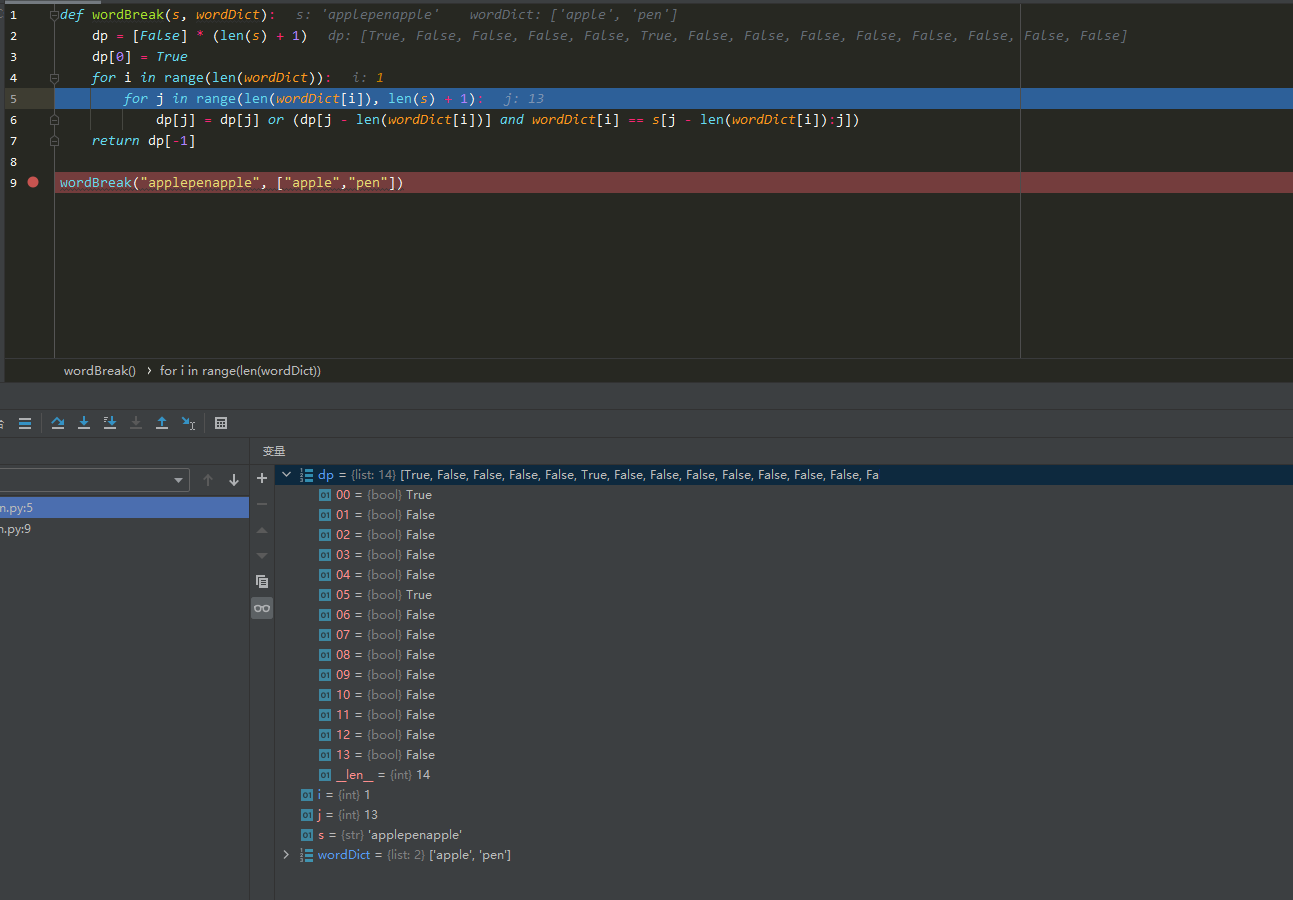 1 def wordBreak(s, wordDict): s: 'applepenapple' wordDict: ['apple', 'pen']
2 dp = [False] * (len(s) + 1) dp: [True, False, False, False, False, True, False, False, False, False, False, False, False, False]
3 dp[0] = True
4 for i in range(len(wordDict)): i: 1
5 for j in range(len(wordDict[i]), len(s) + 1): j: 13
6 dp[j] = dp[j] or (dp[j - len(wordDict[i])] and wordDict[i] == s[j - len(wordDict[i]):j])
7 return dp[-1]
8
9 wordBreak("applepenapple", ["apple","pen"])
wordBreak() › for i in range(len(wordDict))
变量
n.py:5
n.py:9
dp = {list: 14} [True, False, False, False, False, True, False, False, False, False, False, False, False, Fa
00 = {bool} True
01 = {bool} False
02 = {bool} False
03 = {bool} False
04 = {bool} False
05 = {bool} True
06 = {bool} False
07 = {bool} False
08 = {bool} False
09 = {bool} False
10 = {bool} False
11 = {bool} False
12 = {bool} False
13 = {bool} False
__len__ = {int} 14
i = {int} 1
j = {int} 13
s = {str} 'applepenapple'
wordDict = {list: 2} ['apple', 'pen']